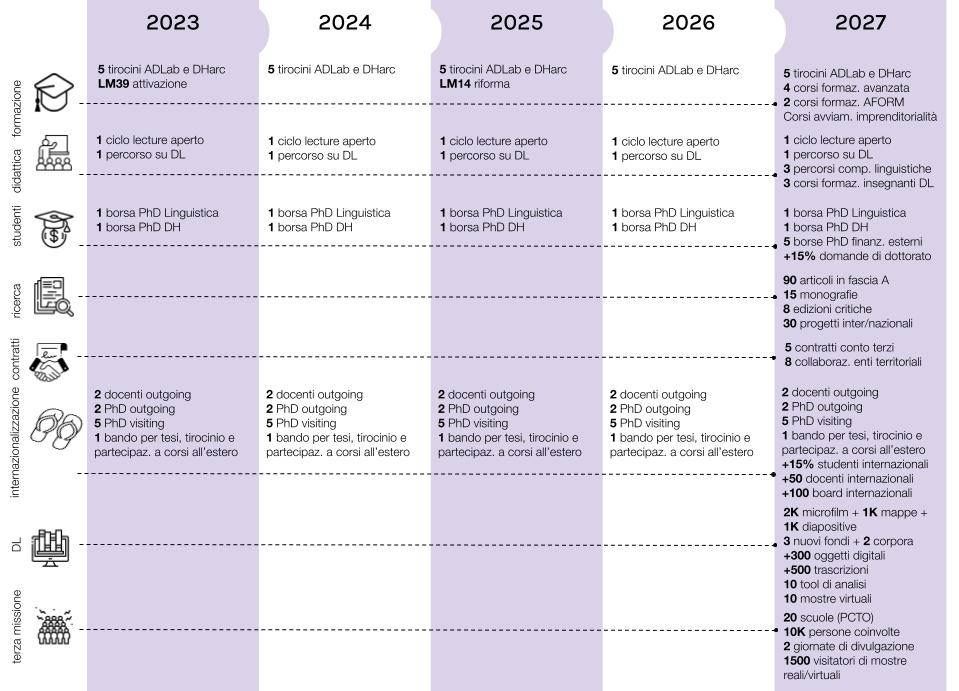 2023
2024
2025
2026
2027
formazione
5 tirocini ADLab e DHarc
LM39 attivazione
5 tirocini ADLab e DHarc
5 tirocini ADLab e DHarc
LM14 riforma
5 tirocini ADLab e DHarc
5 tirocini ADLab e DHarc
4 corsi formaz. avanzata
2 corsi formaz. AFORM
Corsi avviam. imprenditorialità
didattica
1 ciclo lecture aperto
1 percorso su DL
1 ciclo lecture aperto
1 percorso su DL
1 ciclo lecture aperto
1 percorso su DL
1 ciclo lecture aperto
1 percorso su DL
1 ciclo lecture aperto
1 percorso su DL
3 percorsi comp. linguistiche
3 corsi formaz. insegnanti DL
studenti
1 borsa PhD Linguistica
1 borsa PhD DH
1 borsa PhD Linguistica
1 borsa PhD DH
1 borsa PhD Linguistica
1 borsa PhD DH
1 borsa PhD Linguistica
1 borsa PhD DH
1 borsa PhD Linguistica
1 borsa PhD DH
5 borse PhD finanz. esterni
+15% domande di dottorato
ricerca
90 articoli in fascia A
15 monografie
8 edizioni critiche
30 progetti inter/nazionali
contratti
5 contratti conto terzi
8 collaboraz. enti territoriali
internazionalizzazione
2 docenti outgoing
2 PhD outgoing
5 PhD visiting
1 bando per tesi, tirocinio e
partecipaz. a corsi all'estero
2 docenti outgoing
2 PhD outgoing
5 PhD visiting
1 bando per tesi, tirocinio e
partecipaz. a corsi all'estero
2 docenti outgoing
2 PhD outgoing
5 PhD visiting
1 bando per tesi, tirocinio e
partecipaz. a corsi all'estero
2 docenti outgoing
2 PhD outgoing
5 PhD visiting
1 bando per tesi, tirocinio e
partecipaz. a corsi all'estero
2 docenti outgoing
2 PhD outgoing
5 PhD visiting
1 bando per tesi, tirocinio e
partecipaz. a corsi all'estero
+15% studenti internazionali
+50 docenti internazionali
+100 board internazionali
DL
2K microfilm + 1K mappe +
1K diapositive
3 nuovi fondi + 2 corpora
+300 oggetti digitali
+500 trascrizioni
10 tool di analisi
10 mostre virtuali
terza missione
20 scuole (PCTO)
10K persone coinvolte
2 giornate di divulgazione
1500 visitatori di mostre
reali/virtuali